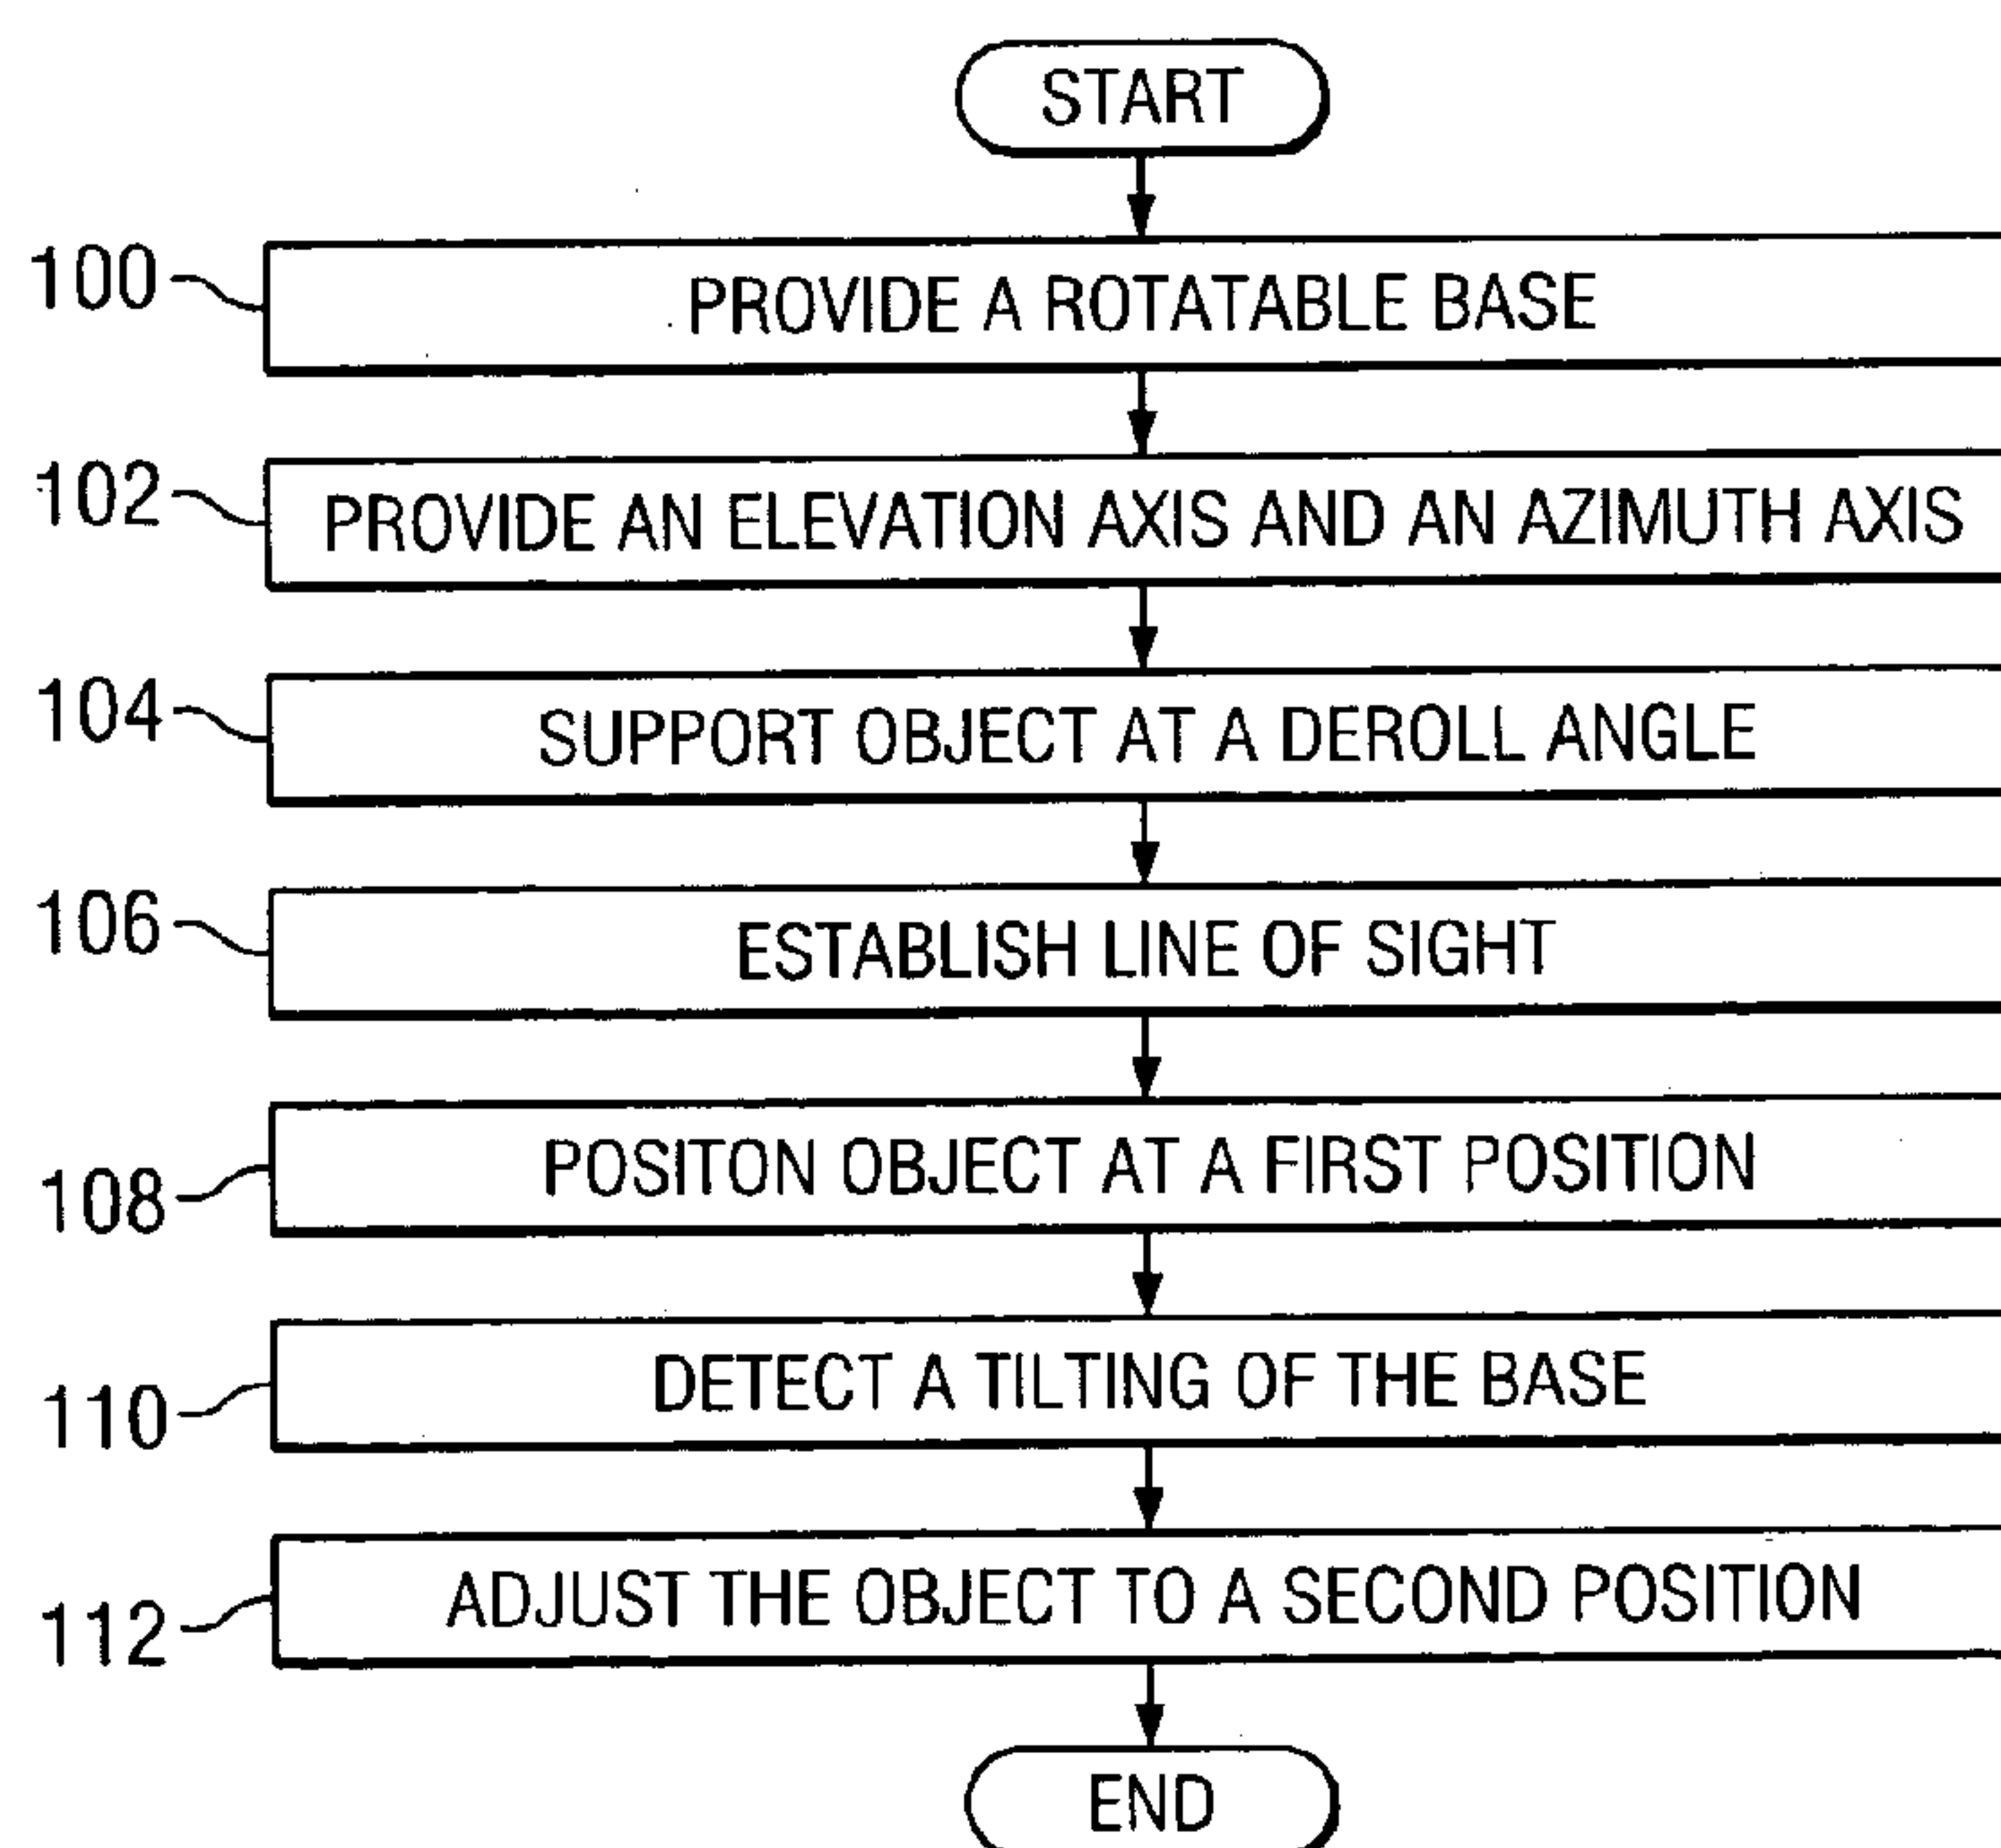 START
100 PROVIDE A ROTATABLE BASE
102 PROVIDE AN ELEVATION AXIS AND AN AZIMUTH AXIS
104 SUPPORT OBJECT AT A DEROLL ANGLE
106 ESTABLISH LINE OF SIGHT
108 POSITON OBJECT AT A FIRST POSITION
110 DETECT A TILTING OF THE BASE
112 ADJUST THE OBJECT TO A SECOND POSITION
END